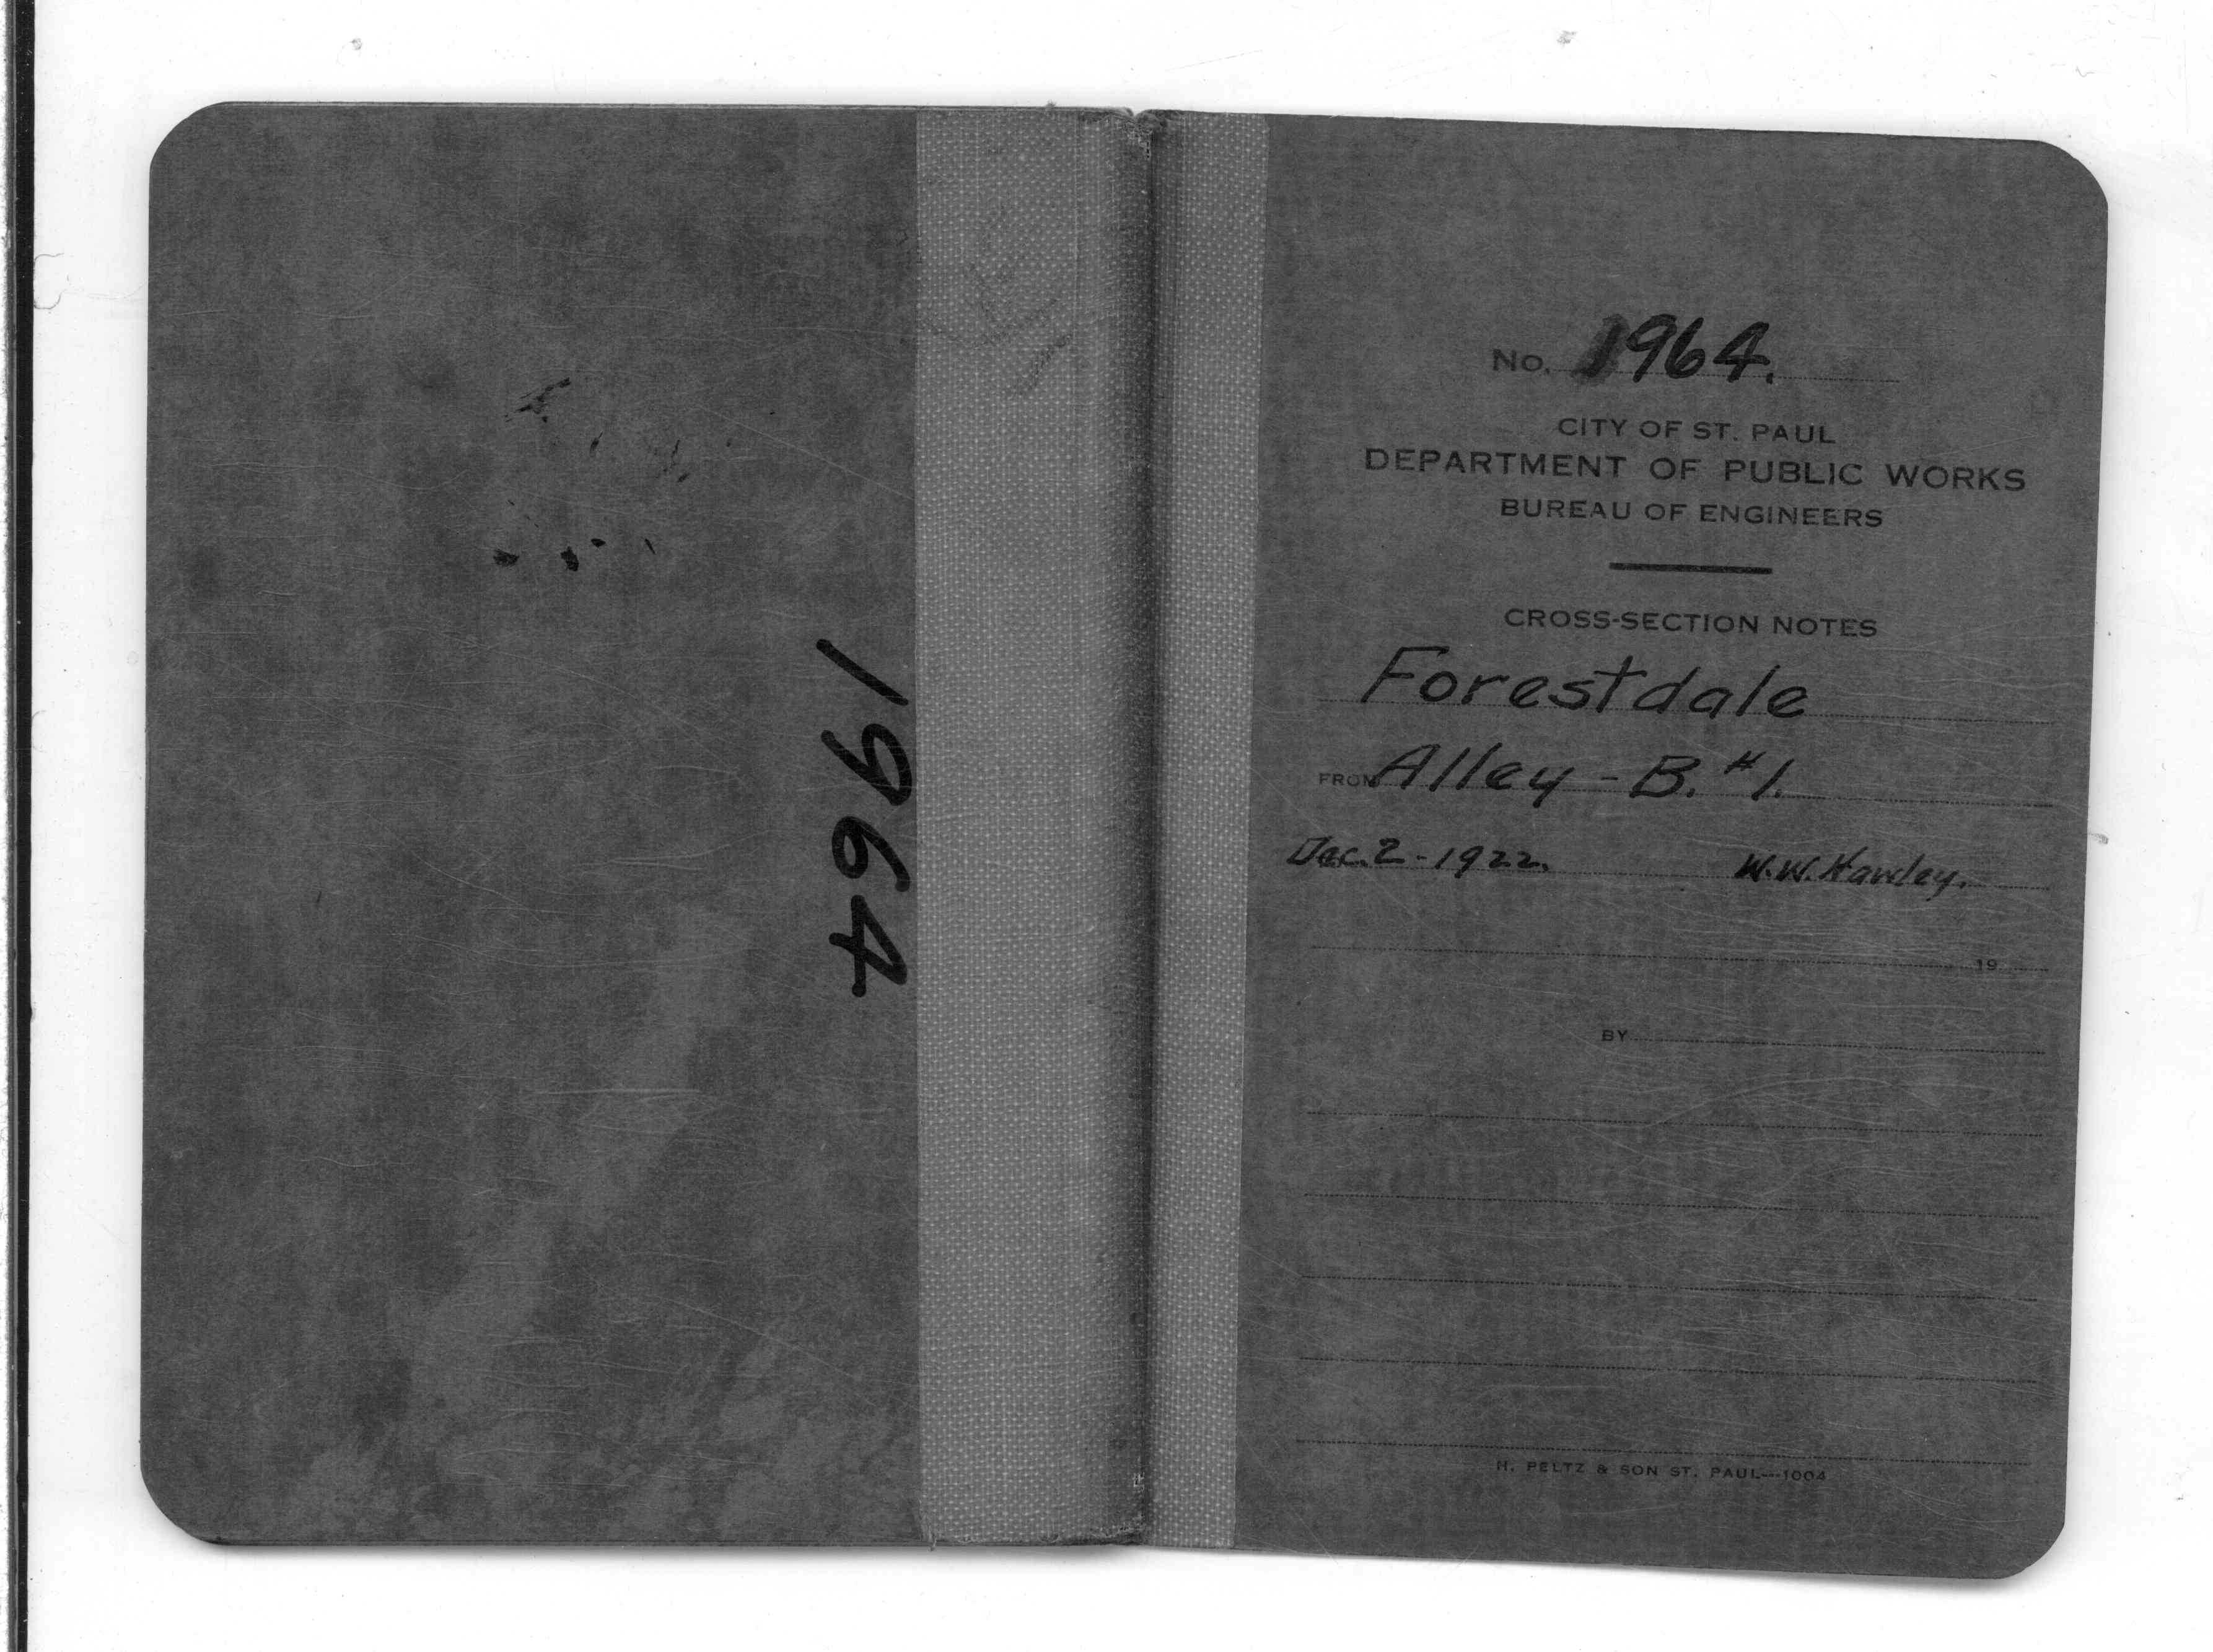 1964
No. 1964.
CITY OF ST. PAUL
DEPARTMENT OF PUBLIC WORKS
BUREAU OF ENGINEERS
CROSS-SECTION NOTES
Forestdale
FROM Alley - B. #1.
Dec. 2 - 1922. W.W. Hawley.
19
BY
H. PELTZ & SON ST. PAUL—1004